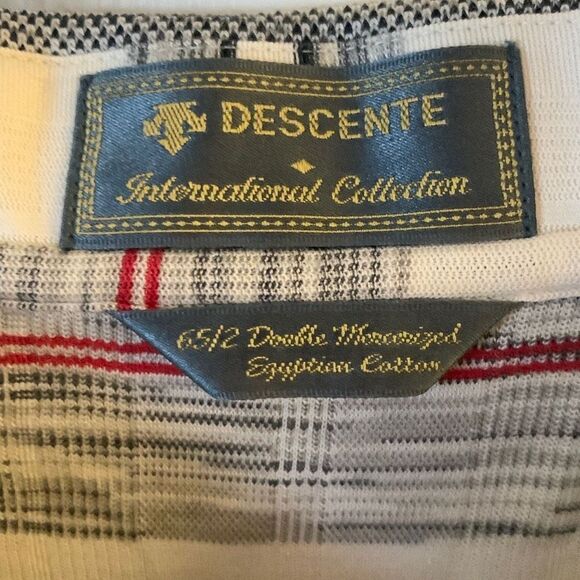 DESCENTE
International Collection
65/2 Double Mercerized
Egyptian Cotton